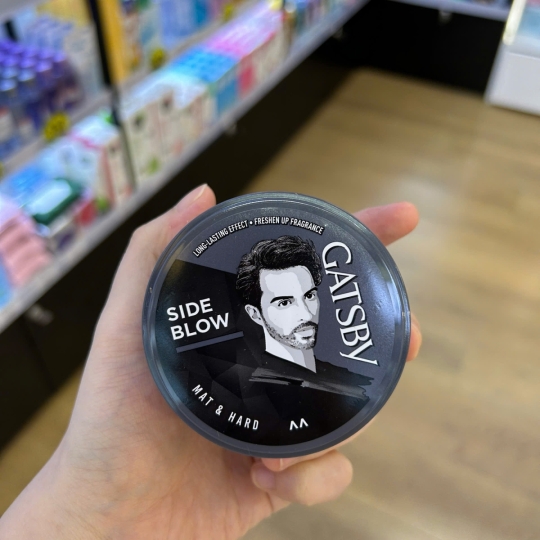 LONG-LASTING EFFECT • FRESHEN UP FRAGRANCE
GATSBY
SIDE
BLOW
MAT & HARD